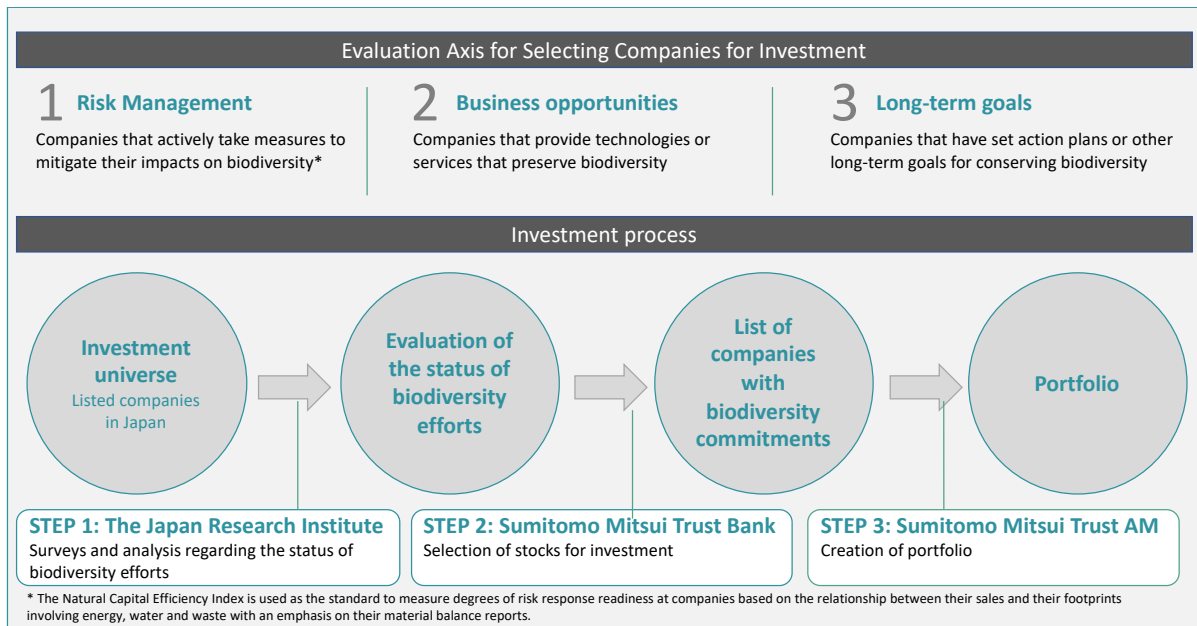 Evaluation Axis for Selecting Companies for Investment
1 Risk Management
Companies that actively take measures to
mitigate their impacts on biodiversity*
2 Business opportunities
Companies that provide technologies or
services that preserve biodiversity
3 Long-term goals
Companies that have set action plans or other
long-term goals for conserving biodiversity
Investment process
Investment
universe
Listed companies
in Japan
Evaluation of
the status of
biodiversity
efforts
List of
companies
with
biodiversity
commitments
Portfolio
STEP 1: The Japan Research Institute
Surveys and analysis regarding the status of
biodiversity efforts
STEP 2: Sumitomo Mitsui Trust Bank
Selection of stocks for investment
STEP 3: Sumitomo Mitsui Trust AM
Creation of portfolio
* The Natural Capital Efficiency Index is used as the standard to measure degrees of risk response readiness at companies based on the relationship between their sales and their footprints
involving energy, water and waste with an emphasis on their material balance reports.